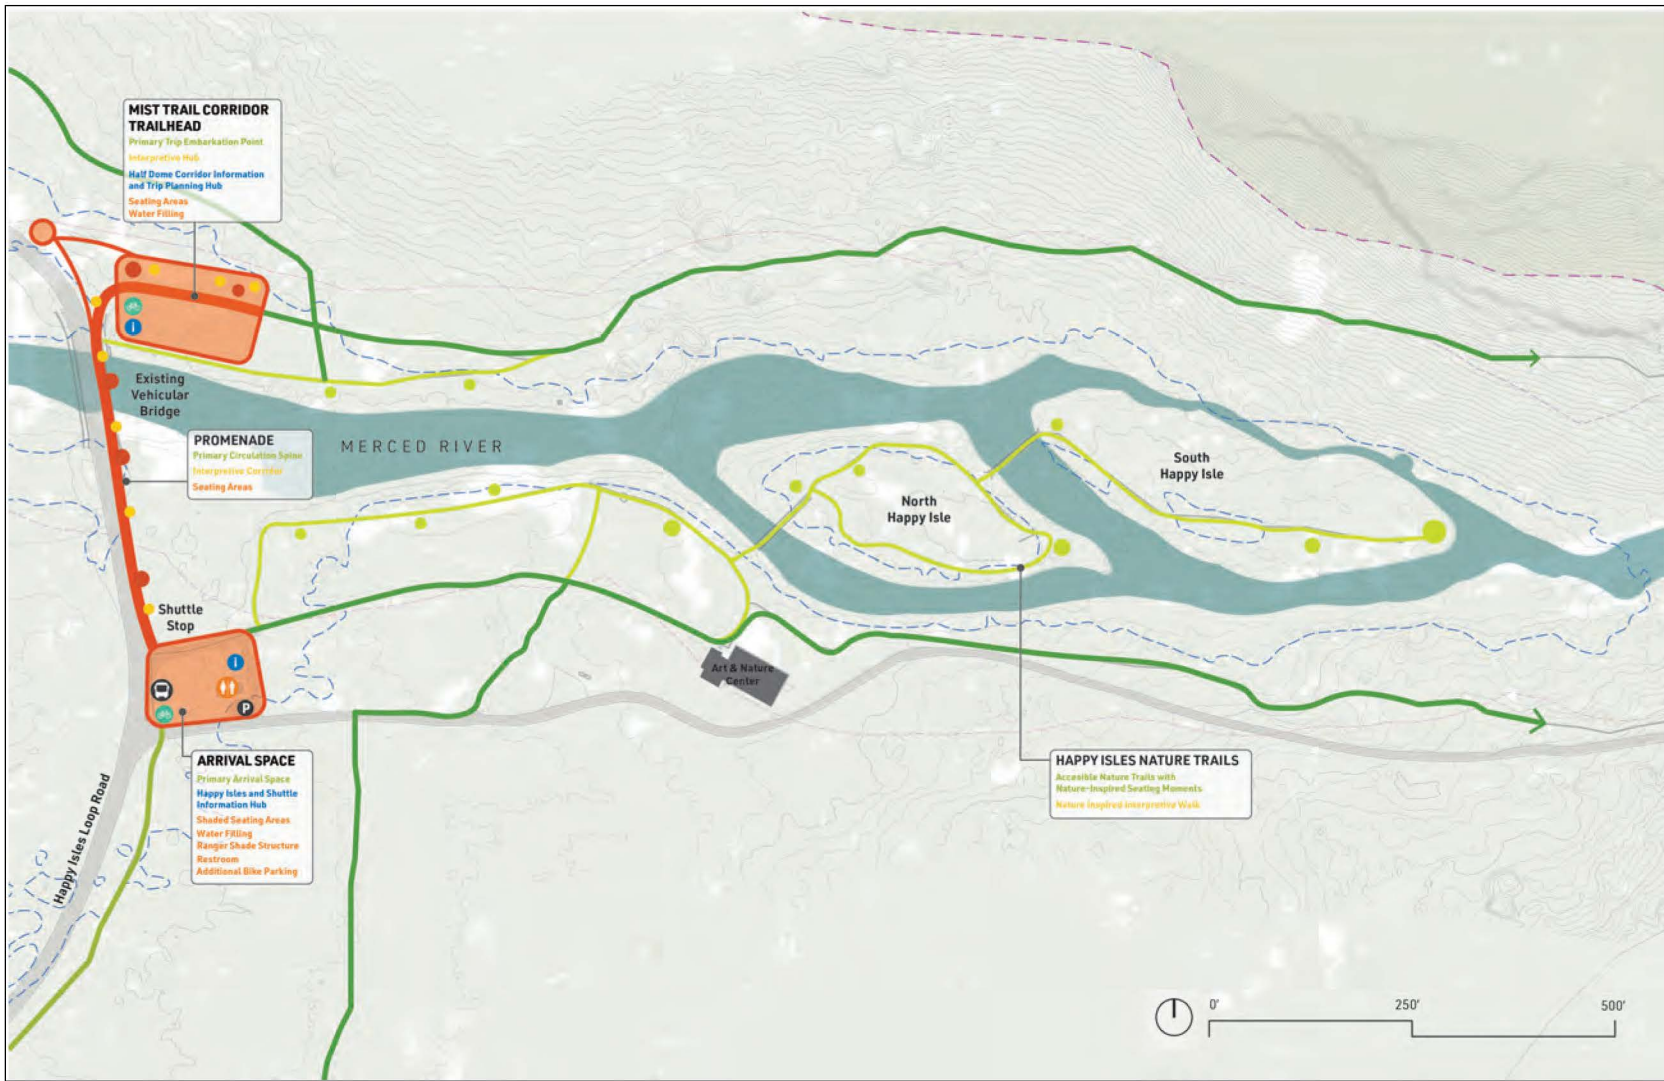 MIST TRAIL CORRIDOR
TRAILHEAD
Primary Trip Embarkation Point
Interpretive Hub
Half Dome Corridor Information
and Trip Planning Hub
Seating Areas
Water Filling
Existing
Vehicular
Bridge
PROMENADE
Primary Circulation Spine
Interpretive Corridor
Seating Areas
MERCED RIVER
North
Happy Isle
South
Happy Isle
Shuttle
Stop
i
i
P
Art & Nature
Center
ARRIVAL SPACE
Primary Arrival Space
Happy Isles and Shuttle
Information Hub
Shaded Seating Areas
Water Filling
Ranger Shade Structure
Restroom
Additional Bike Parking
Happy Isles Loop Road
HAPPY ISLES NATURE TRAILS
Accesible Nature Trails with
Nature-Inspired Seating Moments
Nature Inspired Interpretive Walk
0' 250' 500'